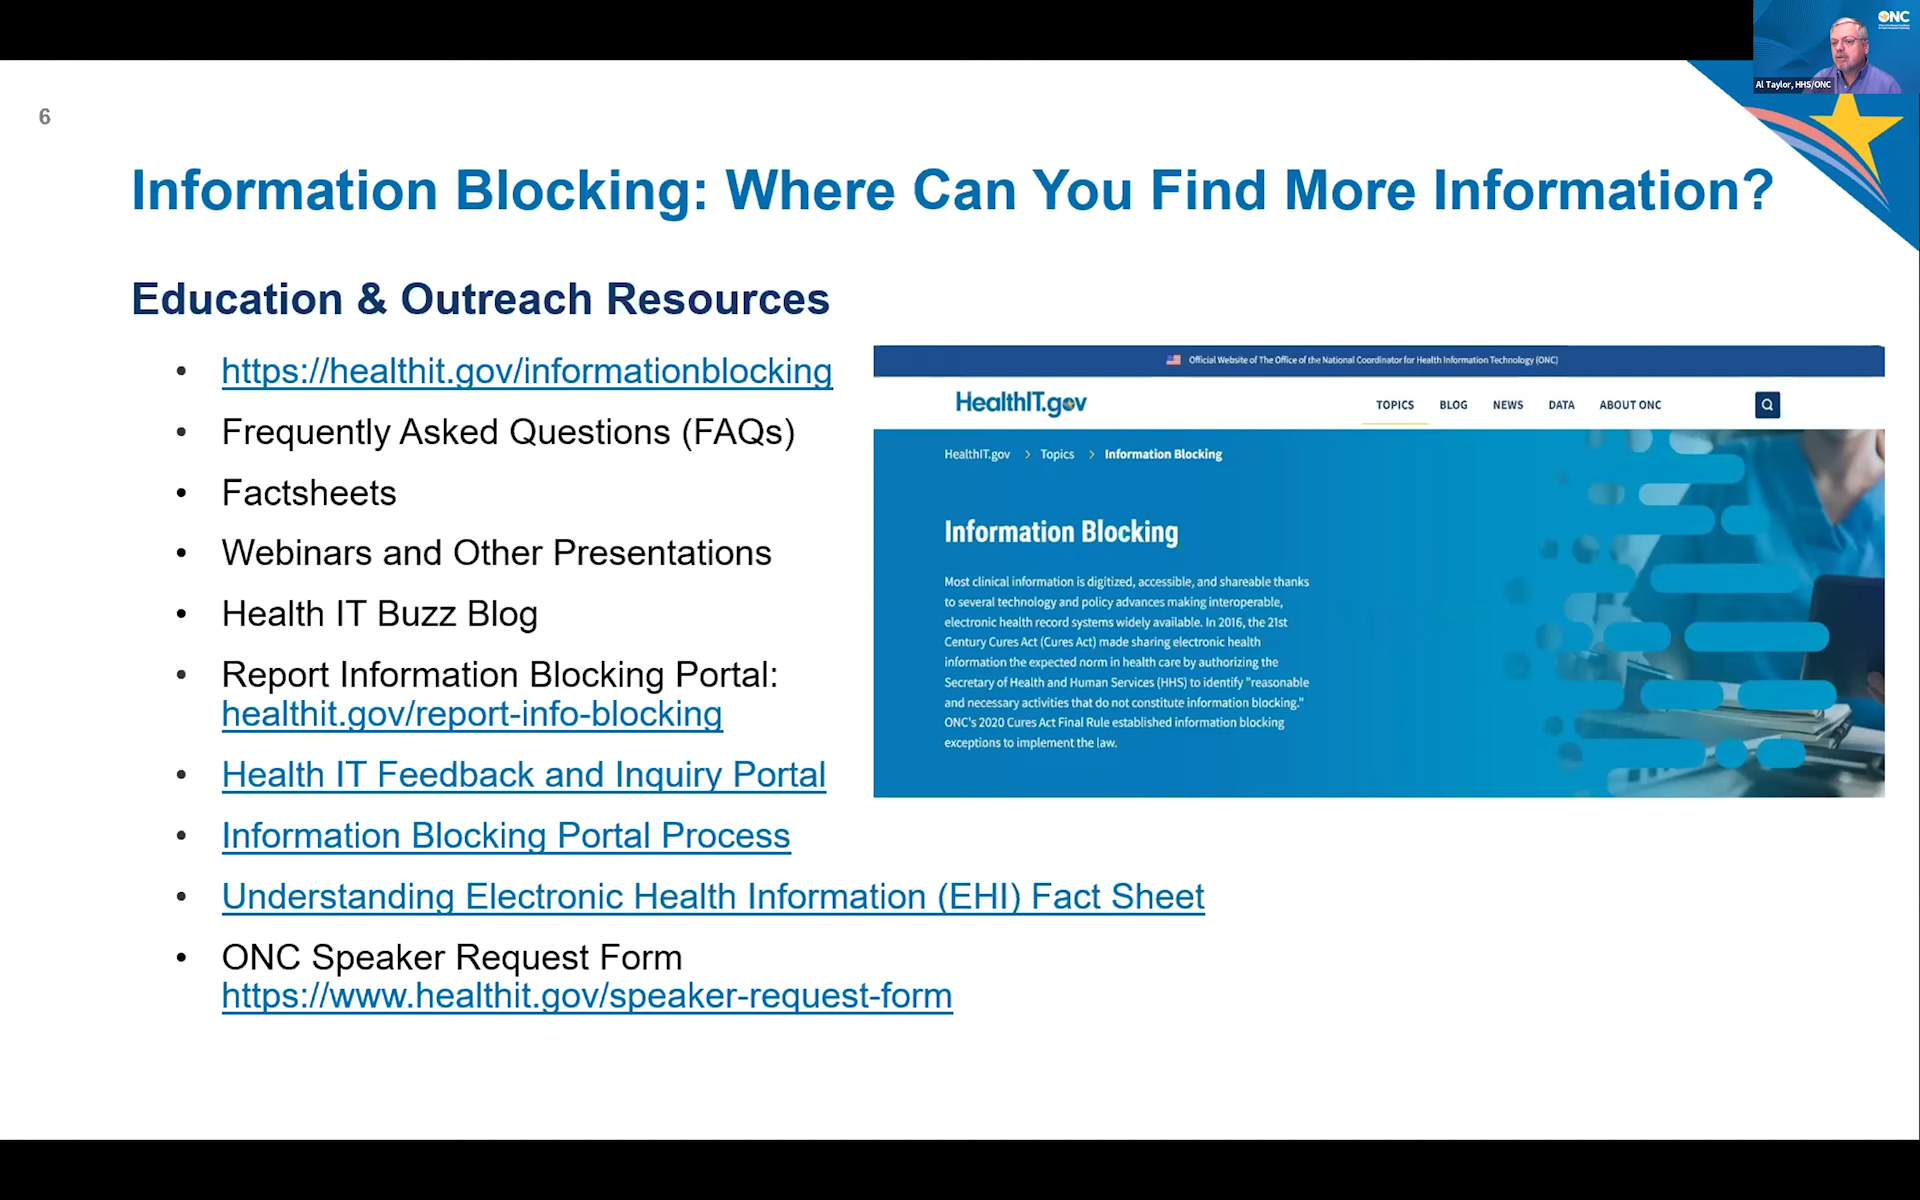 ONC
Al Taylor, HHS/ONC
6
Information Blocking: Where Can You Find More Information?
Education & Outreach Resources
• https://healthit.gov/informationblocking
• Frequently Asked Questions (FAQs)
• Factsheets
• Webinars and Other Presentations
• Health IT Buzz Blog
• Report Information Blocking Portal:
healthit.gov/report-info-blocking
• Health IT Feedback and Inquiry Portal
• Information Blocking Portal Process
• Understanding Electronic Health Information (EHI) Fact Sheet
• ONC Speaker Request Form
https://www.healthit.gov/speaker-request-form
Official Website of The Office of the National Coordinator for Health Information Technology (ONC)
HealthIT.gov
TOPICS BLOG NEWS DATA ABOUT ONC
HealthIT.gov > Topics > Information Blocking
Information Blocking
Most clinical information is digitized, accessible, and shareable thanks
to several technology and policy advances making interoperable,
electronic health record systems widely available. In 2016, the 21st
Century Cures Act (Cures Act) made sharing electronic health
information the expected norm in health care by authorizing the
Secretary of Health and Human Services (HHS) to identify "reasonable
and necessary activities that do not constitute information blocking."
ONC's 2020 Cures Act Final Rule established information blocking
exceptions to implement the law.